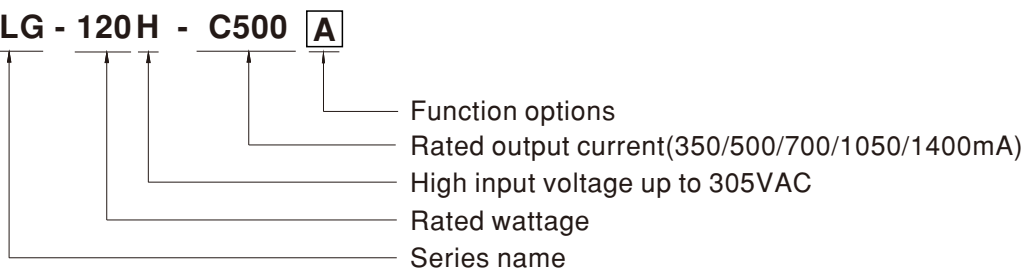 LG - 120H - C500 A
Function options
Rated output current(350/500/700/1050/1400mA)
High input voltage up to 305VAC
Rated wattage
Series name